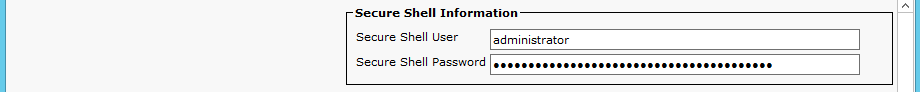 Secure Shell Information
Secure Shell User administrator
Secure Shell Password ••••••••••••••••••••••••••••••••••••••••